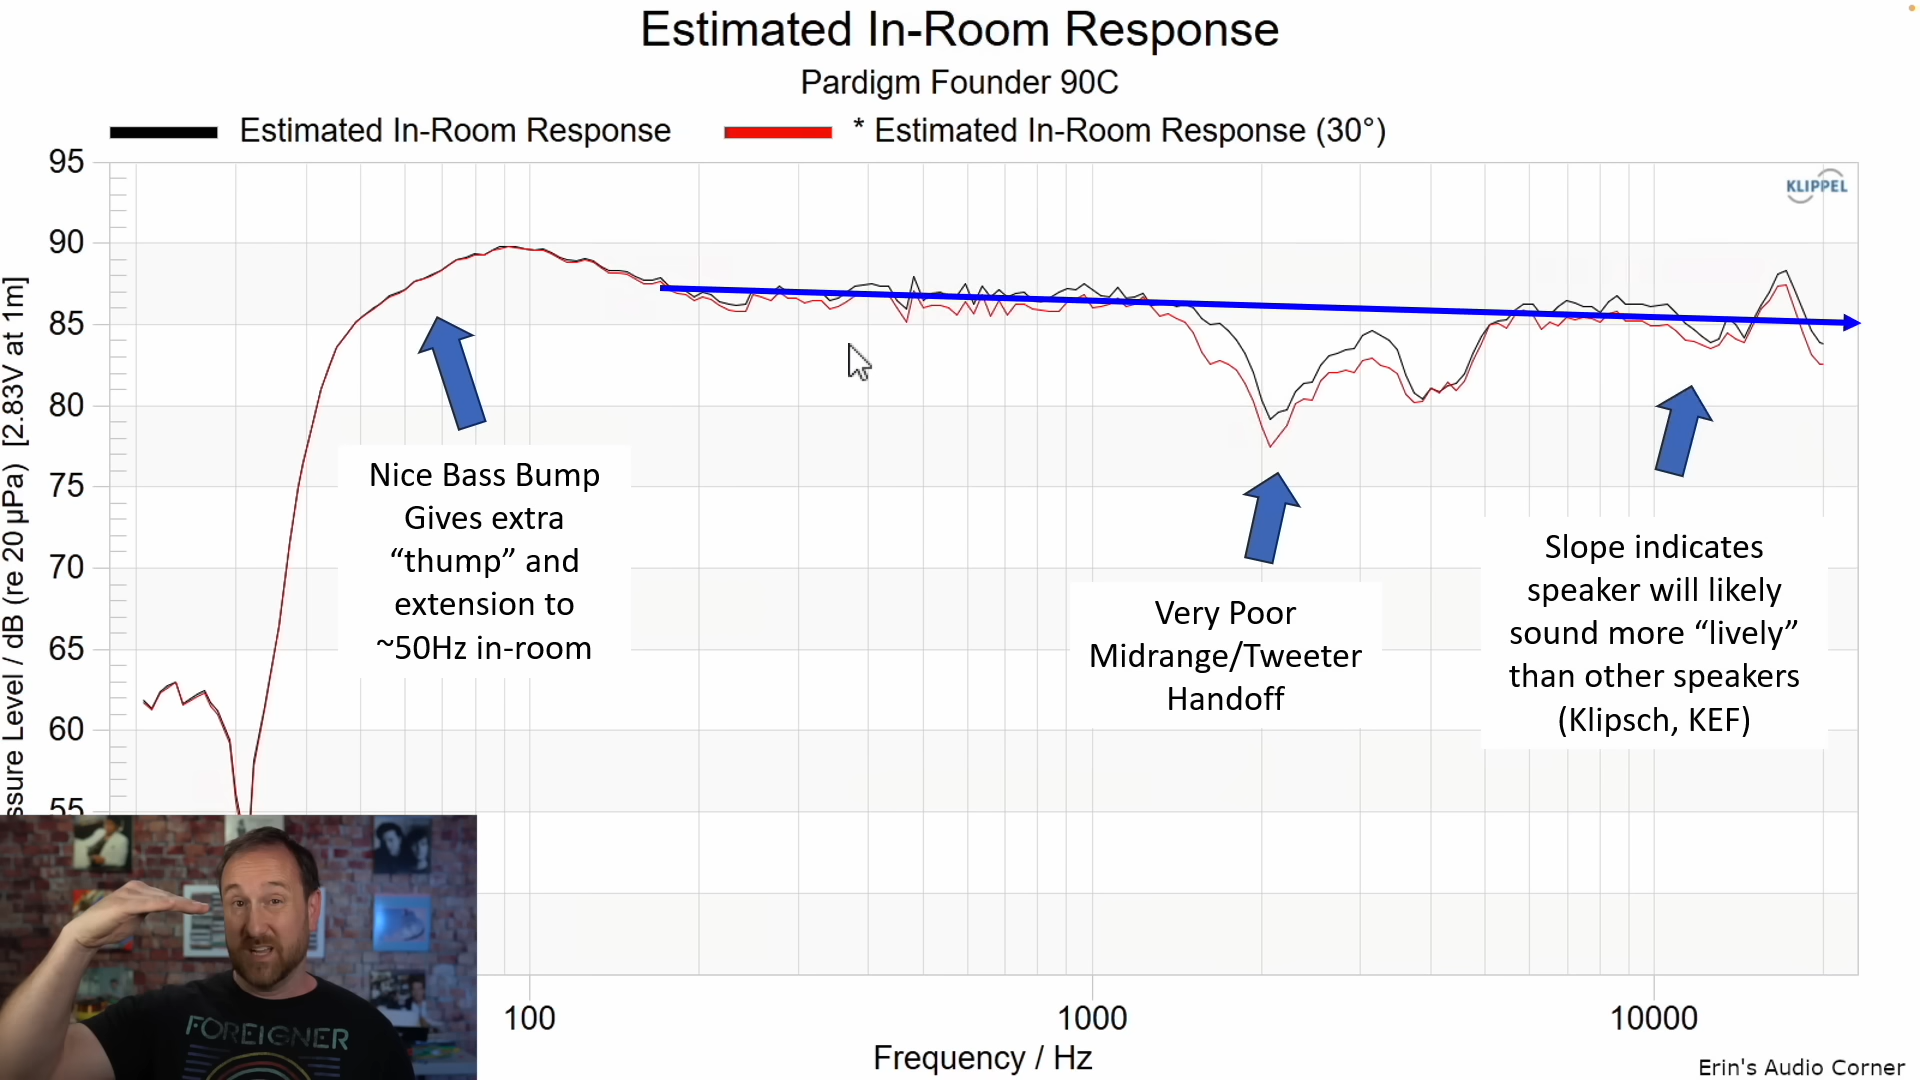 Estimated In-Room Response
Pardigm Founder 90C
Estimated In-Room Response
* Estimated In-Room Response (30°)
95
90
85
80
75
70
65
60
55
ssure Level / dB (re 20 µPa) [2.83V at 1m]
KLIPPEL
Nice Bass Bump
Gives extra
“thump” and
extension to
~50Hz in-room
Very Poor
Midrange/Tweeter
Handoff
Slope indicates
speaker will likely
sound more “lively”
than other speakers
(Klipsch, KEF)
FOREIGNER
100
1000
10000
Frequency / Hz
Erin's Audio Corner